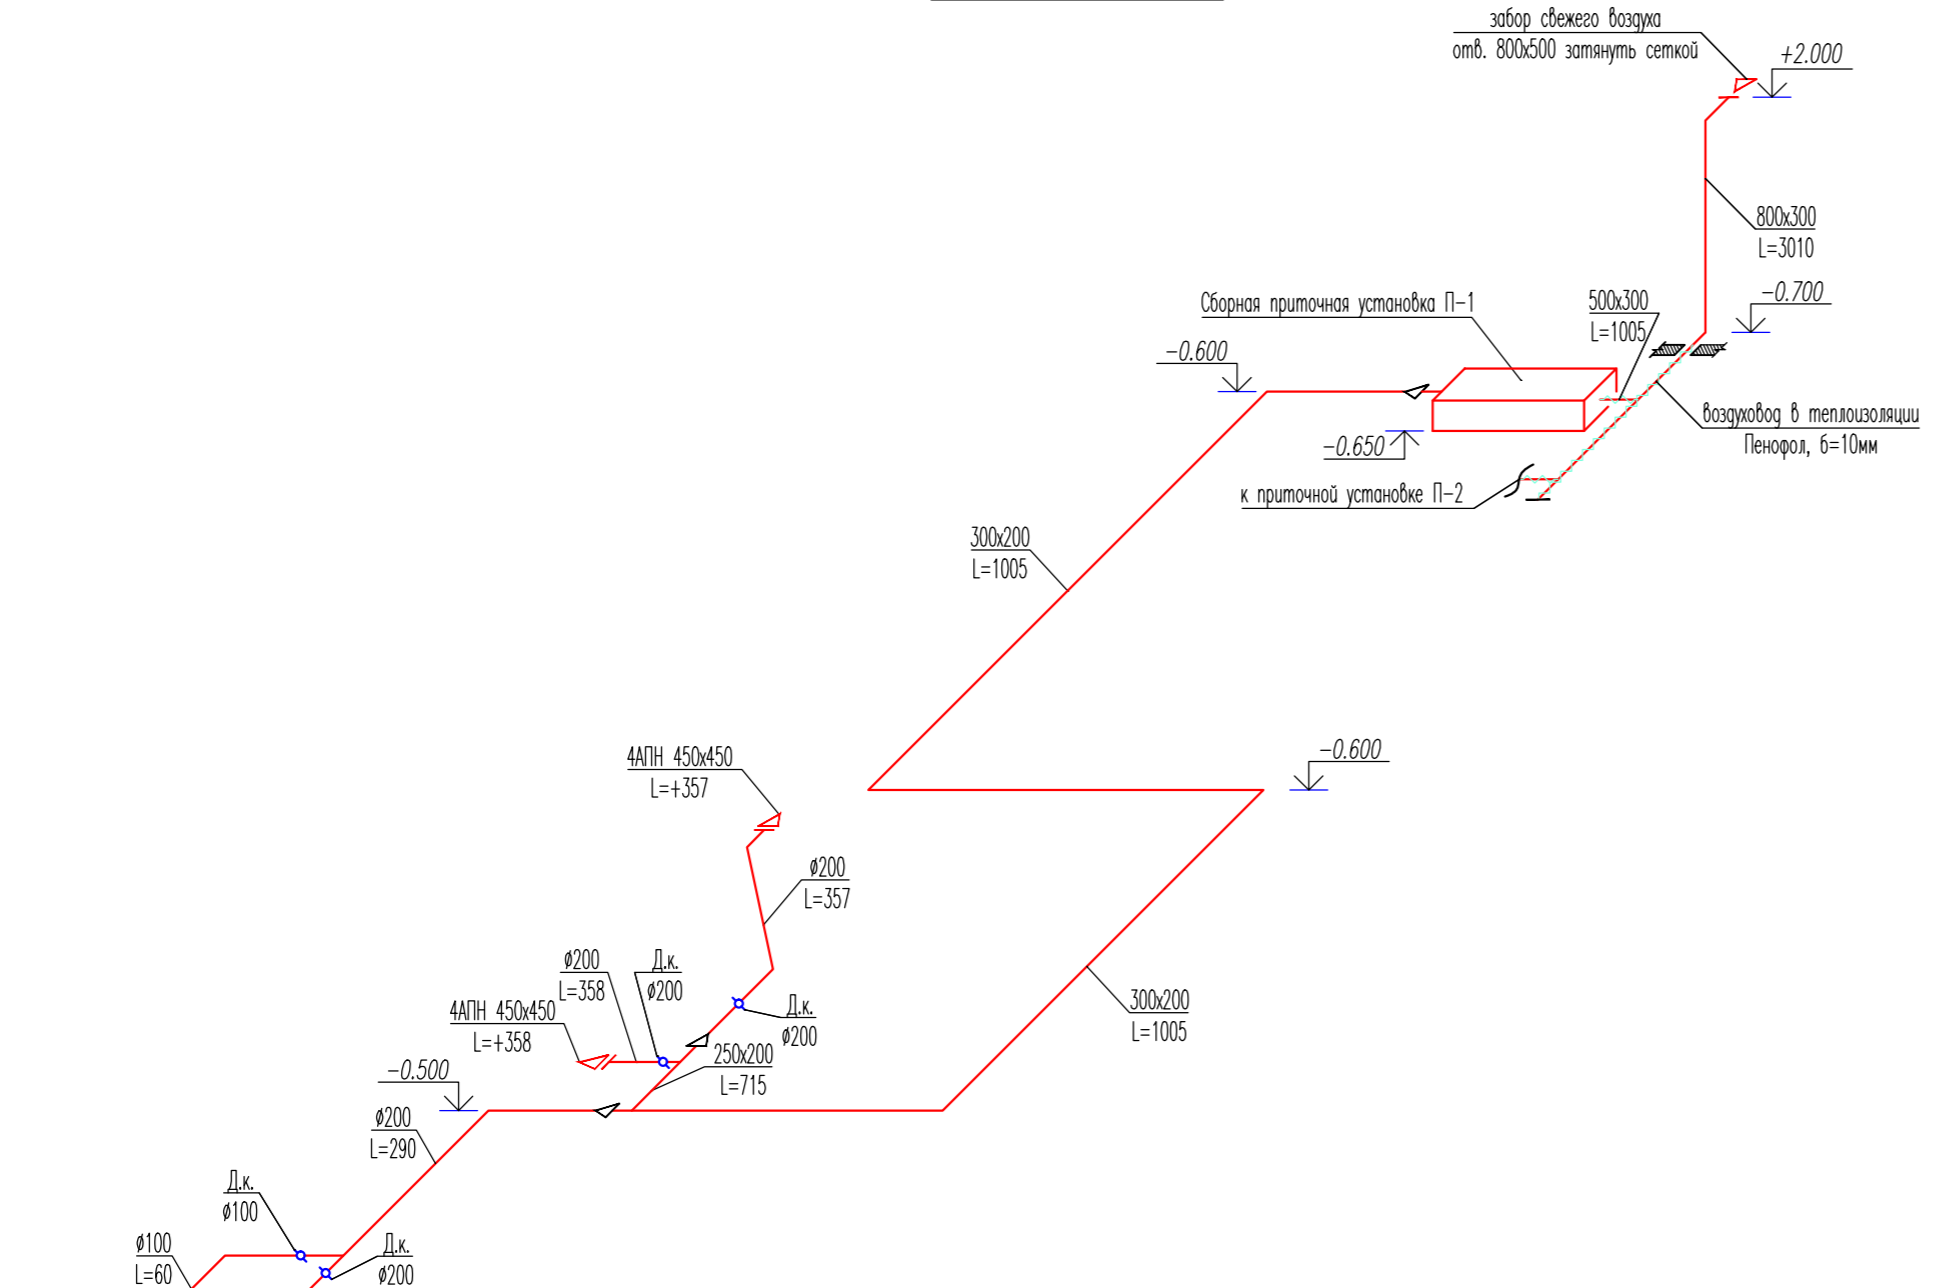 забор свежего воздуха
отв. 800х500 затянуть сеткой
+2.000
800х300
L=3010
-0.700
500х300
L=1005
Сборная приточная установка П-1
-0.600
-0.650
воздуховод в теплоизоляции
Пенофол, б=10мм
к приточной установке П-2
300х200
L=1005
-0.600
4АПН 450х450
L=+357
ø200
L=357
ø200
L=358
Д.к.
ø200
4АПН 450х450
L=+358
Д.к.
ø200
300х200
L=1005
250х200
L=715
-0.500
ø200
L=290
Д.к.
ø100
ø100
L=60
Д.к.
ø200